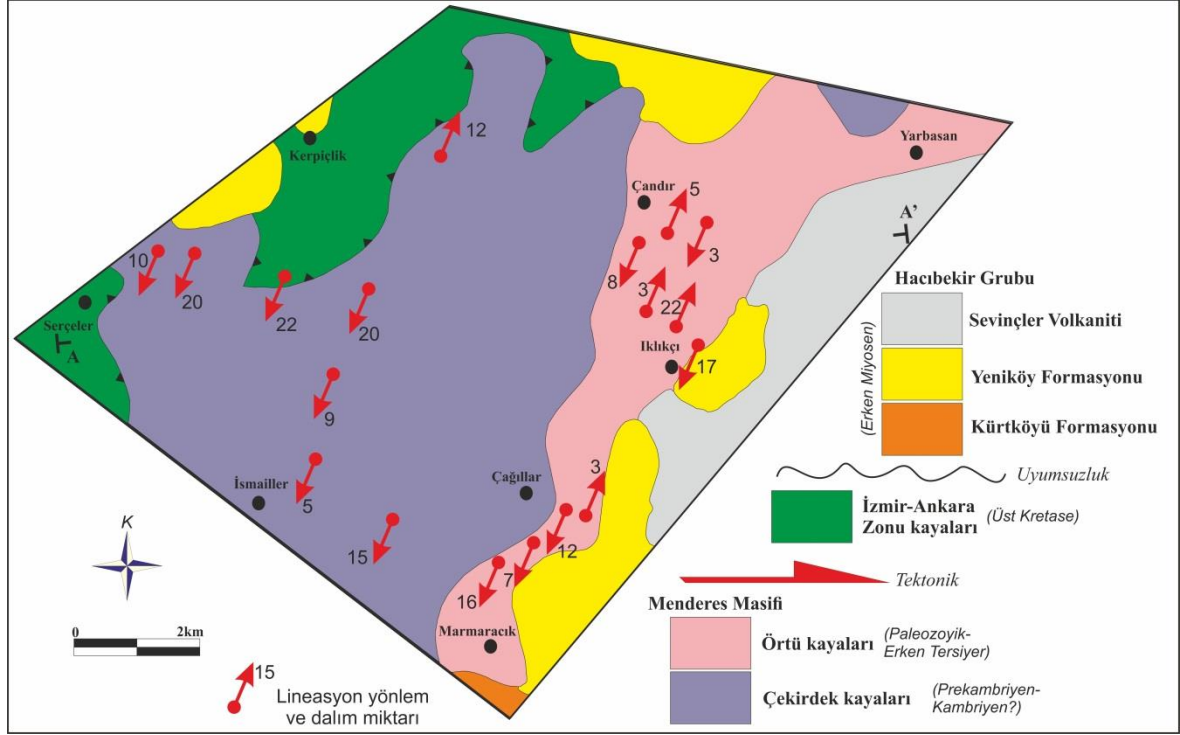 12
Kerpiçlik
Yarbasan
Çandır
5
A'
3
10
20
8
3
22
Hacıbekir Grubu
Serçeler
A
22
20
Iklıkçı
17
(Erken Miyosen)
Sevinçler Volkaniti
Yeniköy Formasyonu
Kürtköyü Formasyonu
9
Uyumsuzluk
İsmailler
5
Çağıllar
3
İzmir-Ankara
Zonu kayaları
(Üst Kretase)
K
15
12
7
16
Tektonik
Menderes Masifi
0
2km
Marmaracık
Örtü kayaları
(Paleozoyik-
Erken Tersiyer)
15
Lineasyon yönlem
ve dalım miktarı
Çekirdek kayaları
(Prekambriyen-
Kambriyen?)